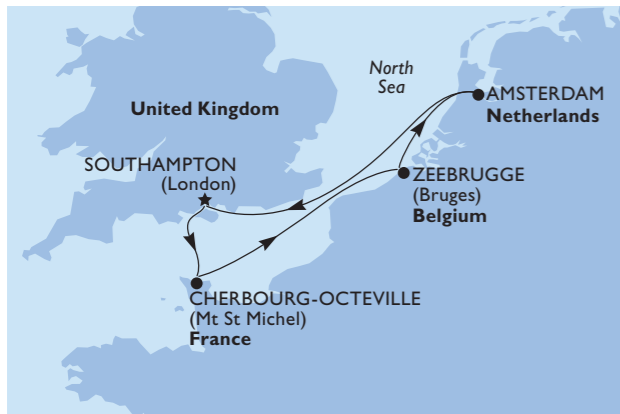 North
Sea
AMSTERDAM
Netherlands
United Kingdom
SOUTHAMPTON
(London)
ZEEBRUGGE
(Bruges)
Belgium
CHERBOURG-OCTEVILLE
(Mt St Michel)
France